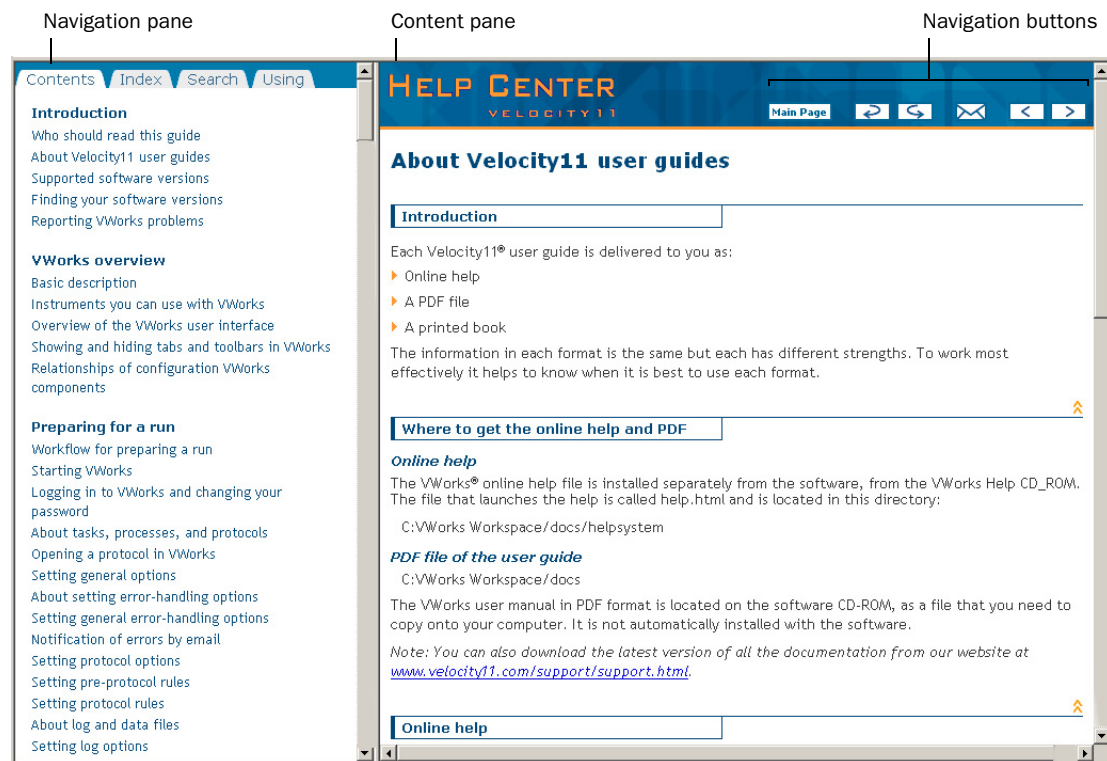 Navigation pane
Content pane
Navigation buttons
Contents Index Search Using
Introduction
Who should read this guide
About Velocity11 user guides
Supported software versions
Finding your software versions
Reporting VWorks problems
VWorks overview
Basic description
Instruments you can use with VWorks
Overview of the VWorks user interface
Showing and hiding tabs and toolbars in VWorks
Relationships of configuration VWorks
components
Preparing for a run
Workflow for preparing a run
Starting VWorks
Logging in to VWorks and changing your
password
About tasks, processes, and protocols
Opening a protocol in VWorks
Setting general options
About setting error-handling options
Setting general error-handling options
Notification of errors by email
Setting protocol options
Setting pre-protocol rules
Setting protocol rules
About log and data files
Setting log options
HELP CENTER
VELOCITY11
Main Page
About Velocity11 user guides
Introduction
Each Velocity11® user guide is delivered to you as:
Online help
A PDF file
A printed book
The information in each format is the same but each has different strengths. To work most
effectively it helps to know when it is best to use each format.
Where to get the online help and PDF
Online help
The VWorks® online help file is installed separately from the software, from the VWorks Help CD_ROM.
The file that launches the help is called help.html and is located in this directory:
C:VWorks Workspace/docs/helpsystem
PDF file of the user guide
C:VWorks Workspace/docs
The VWorks user manual in PDF format is located on the software CD-ROM, as a file that you need to
copy onto your computer. It is not automatically installed with the software.
Note: You can also download the latest version of all the documentation from our website at
www.velocity11.com/support/support.html.
Online help